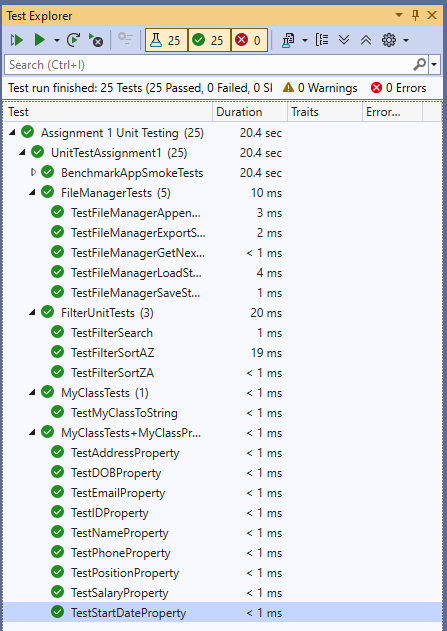 Test Explorer
25 25 0
Search (Ctrl+I)
Test run finished: 25 Tests (25 Passed, 0 Failed, 0 Sl 0 Warnings 0 Errors
Test Duration Traits Error...
Assignment 1 Unit Testing (25) 20.4 sec
UnitTestAssignment1 (25) 20.4 sec
BenchmarkAppSmokeTests 20.4 sec
FileManagerTests (5) 10 ms
TestFileManagerAppen... 3 ms
TestFileManagerExportS... 2 ms
TestFileManagerGetNex... < 1 ms
TestFileManagerLoadSt... 4 ms
TestFileManagerSaveSt... 1 ms
FilterUnitTests (3) 20 ms
TestFilterSearch 1 ms
TestFilterSortAZ 19 ms
TestFilterSortZA < 1 ms
MyClassTests (1) < 1 ms
TestMyClassToString < 1 ms
MyClassTests+MyClassPr... < 1 ms
TestAddressProperty < 1 ms
TestDOBProperty < 1 ms
TestEmailProperty < 1 ms
TestIDProperty < 1 ms
TestNameProperty < 1 ms
TestPhoneProperty < 1 ms
TestPositionProperty < 1 ms
TestSalaryProperty < 1 ms
TestStartDateProperty < 1 ms